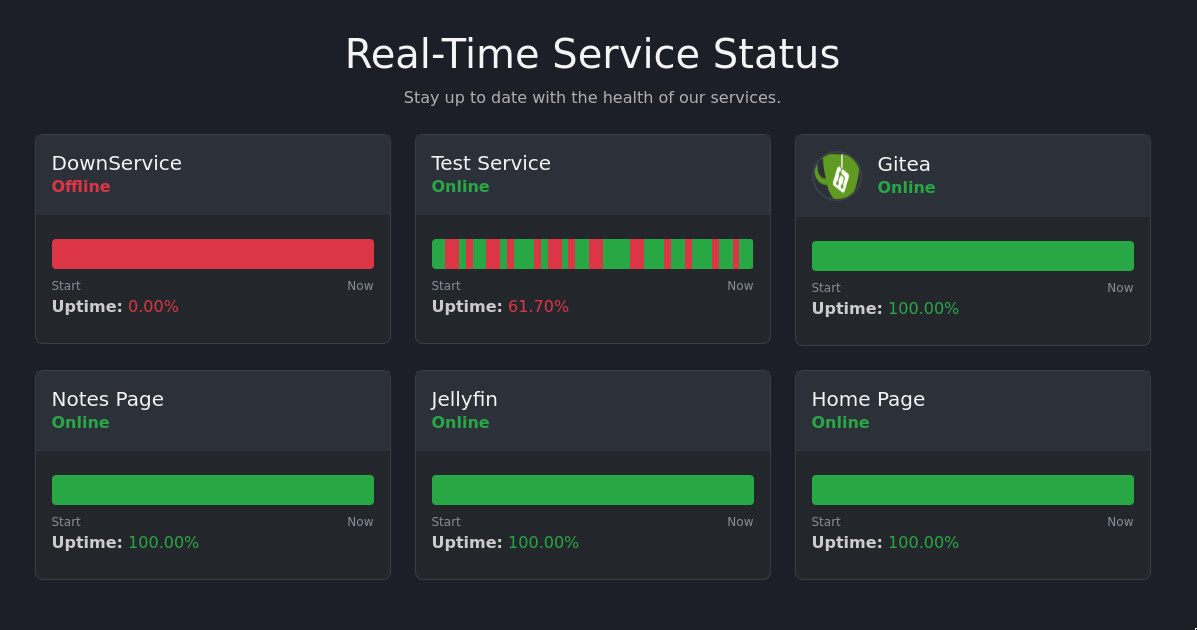 Real-Time Service Status
Stay up to date with the health of our services.
DownService
Offline
Start Now
Uptime: 0.00%
Test Service
Online
Start Now
Uptime: 61.70%
Gitea
Online
Start Now
Uptime: 100.00%
Notes Page
Online
Start Now
Uptime: 100.00%
Jellyfin
Online
Start Now
Uptime: 100.00%
Home Page
Online
Start Now
Uptime: 100.00%